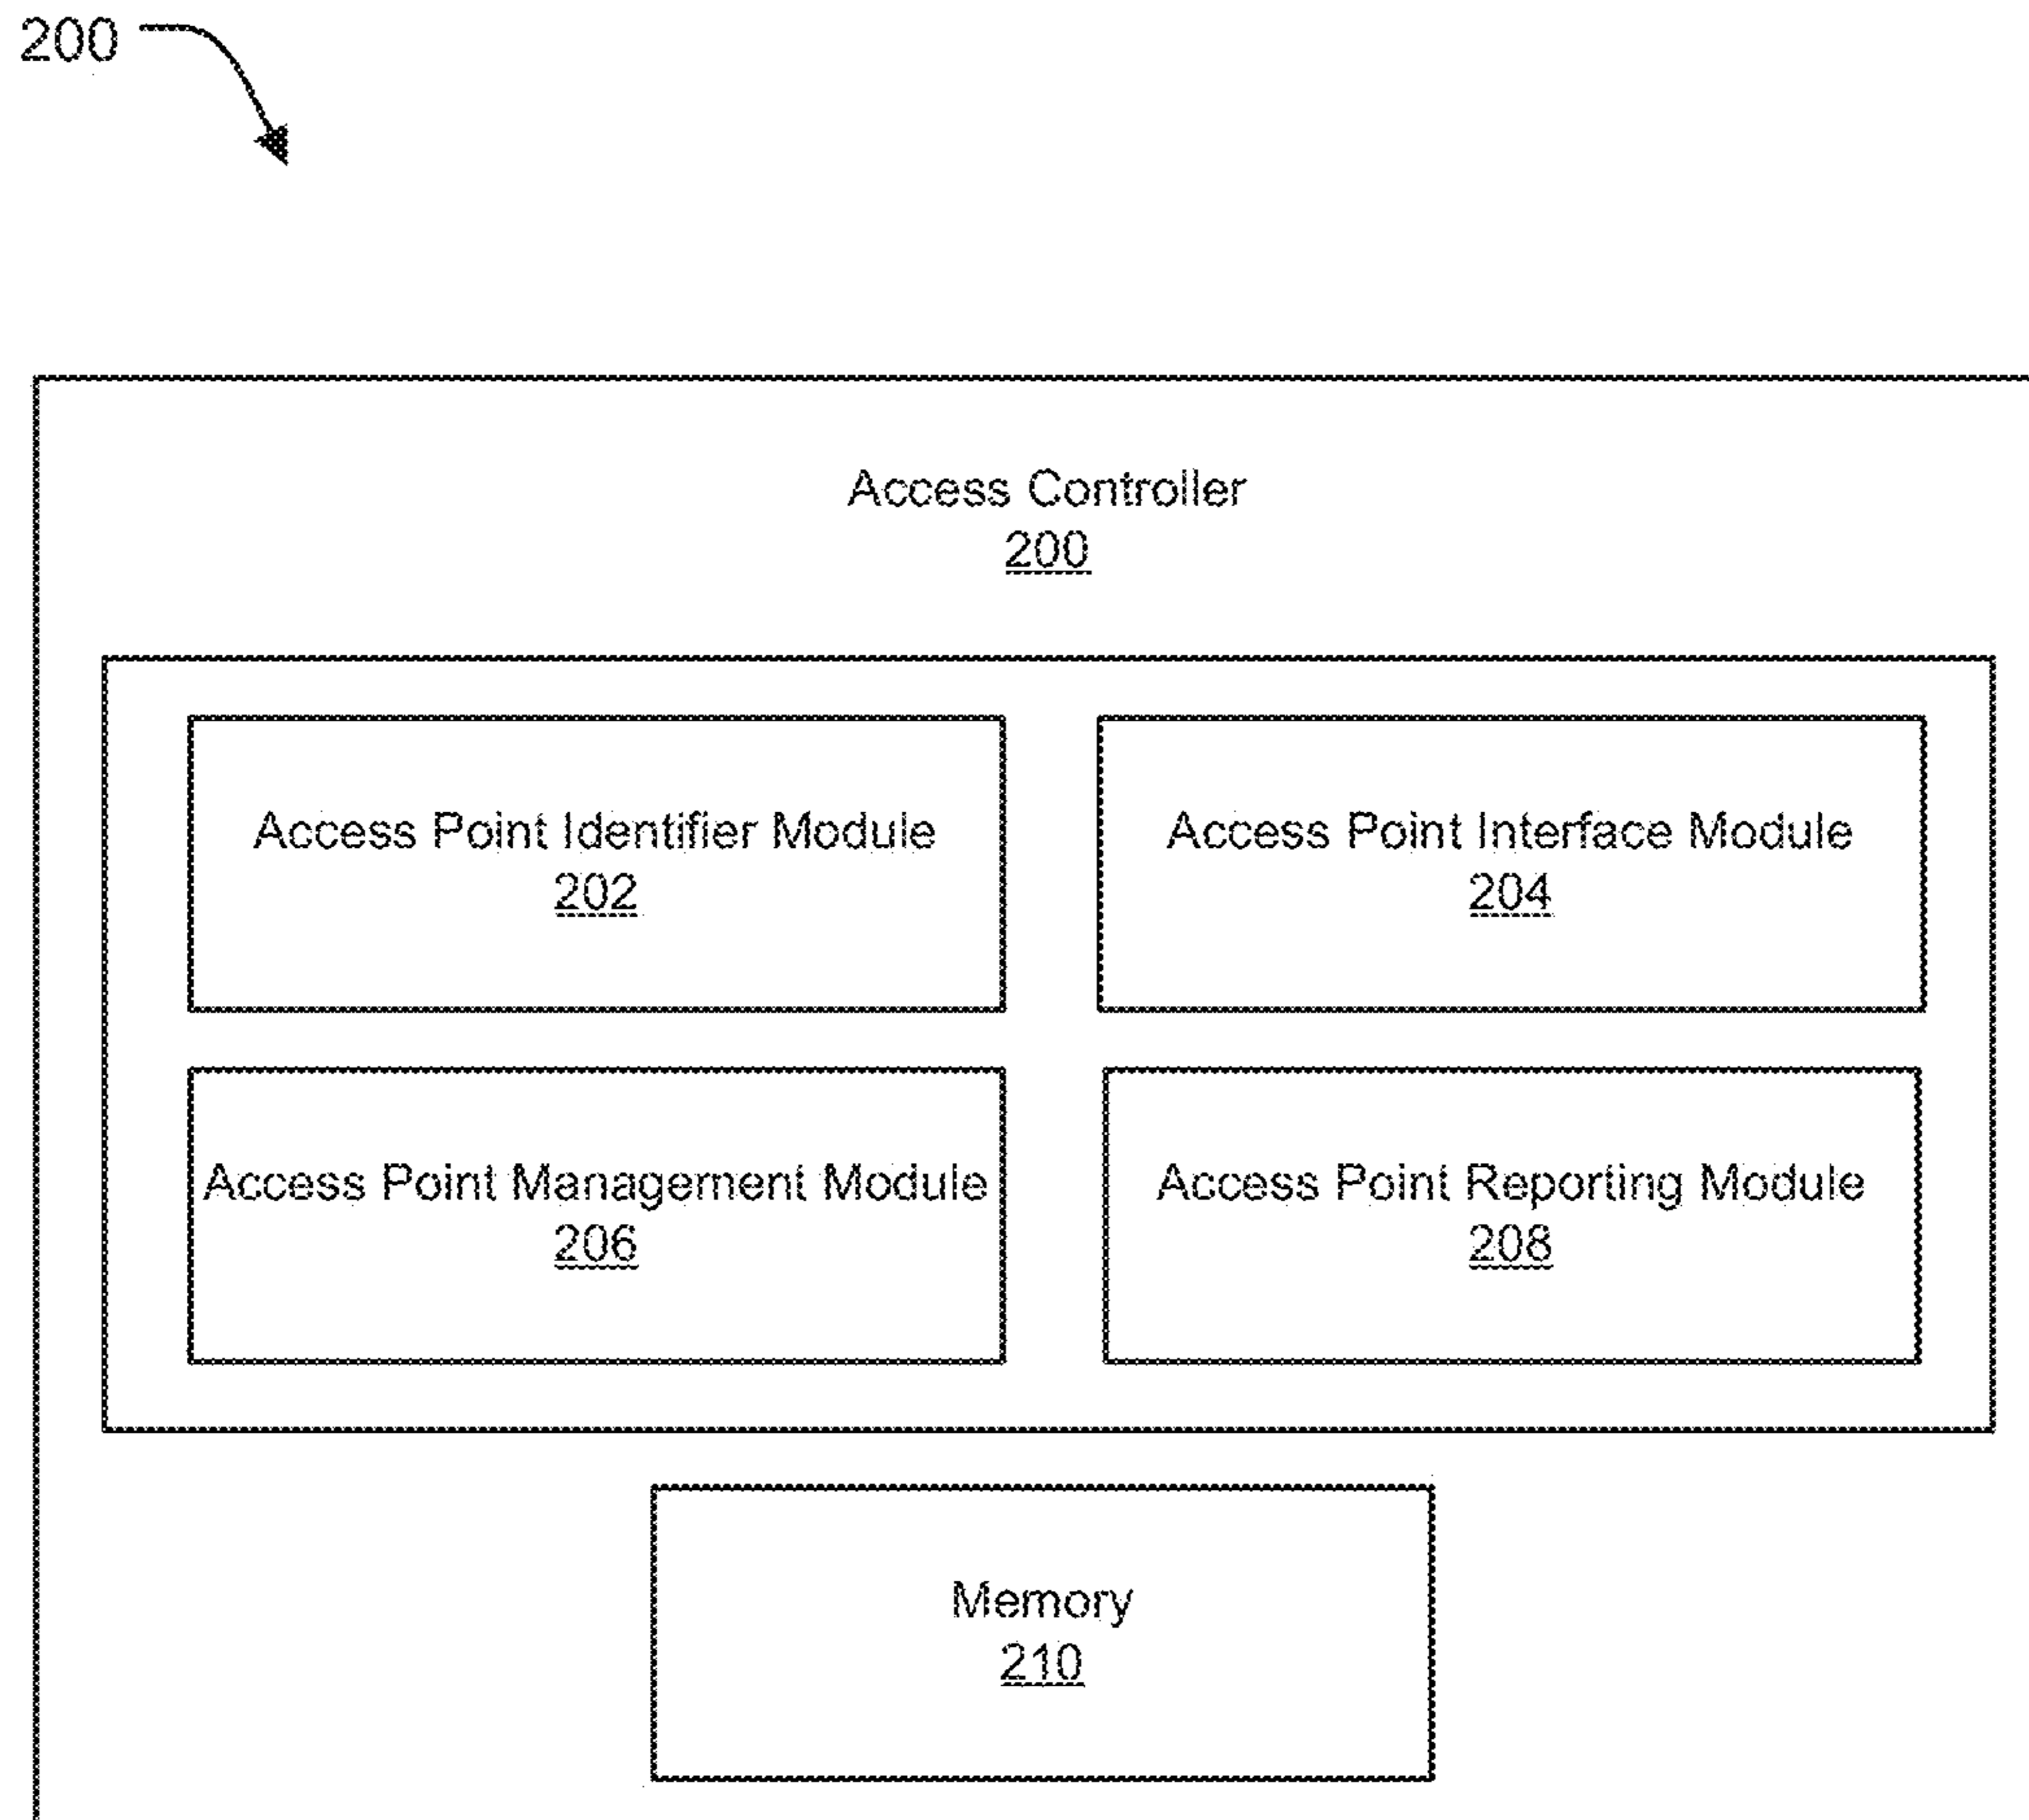 200
Access Controller
200
Access Point Identifier Module
202
Access Point Interface Module
204
Access Point Management Module
206
Access Point Reporting Module
208
Memory
210